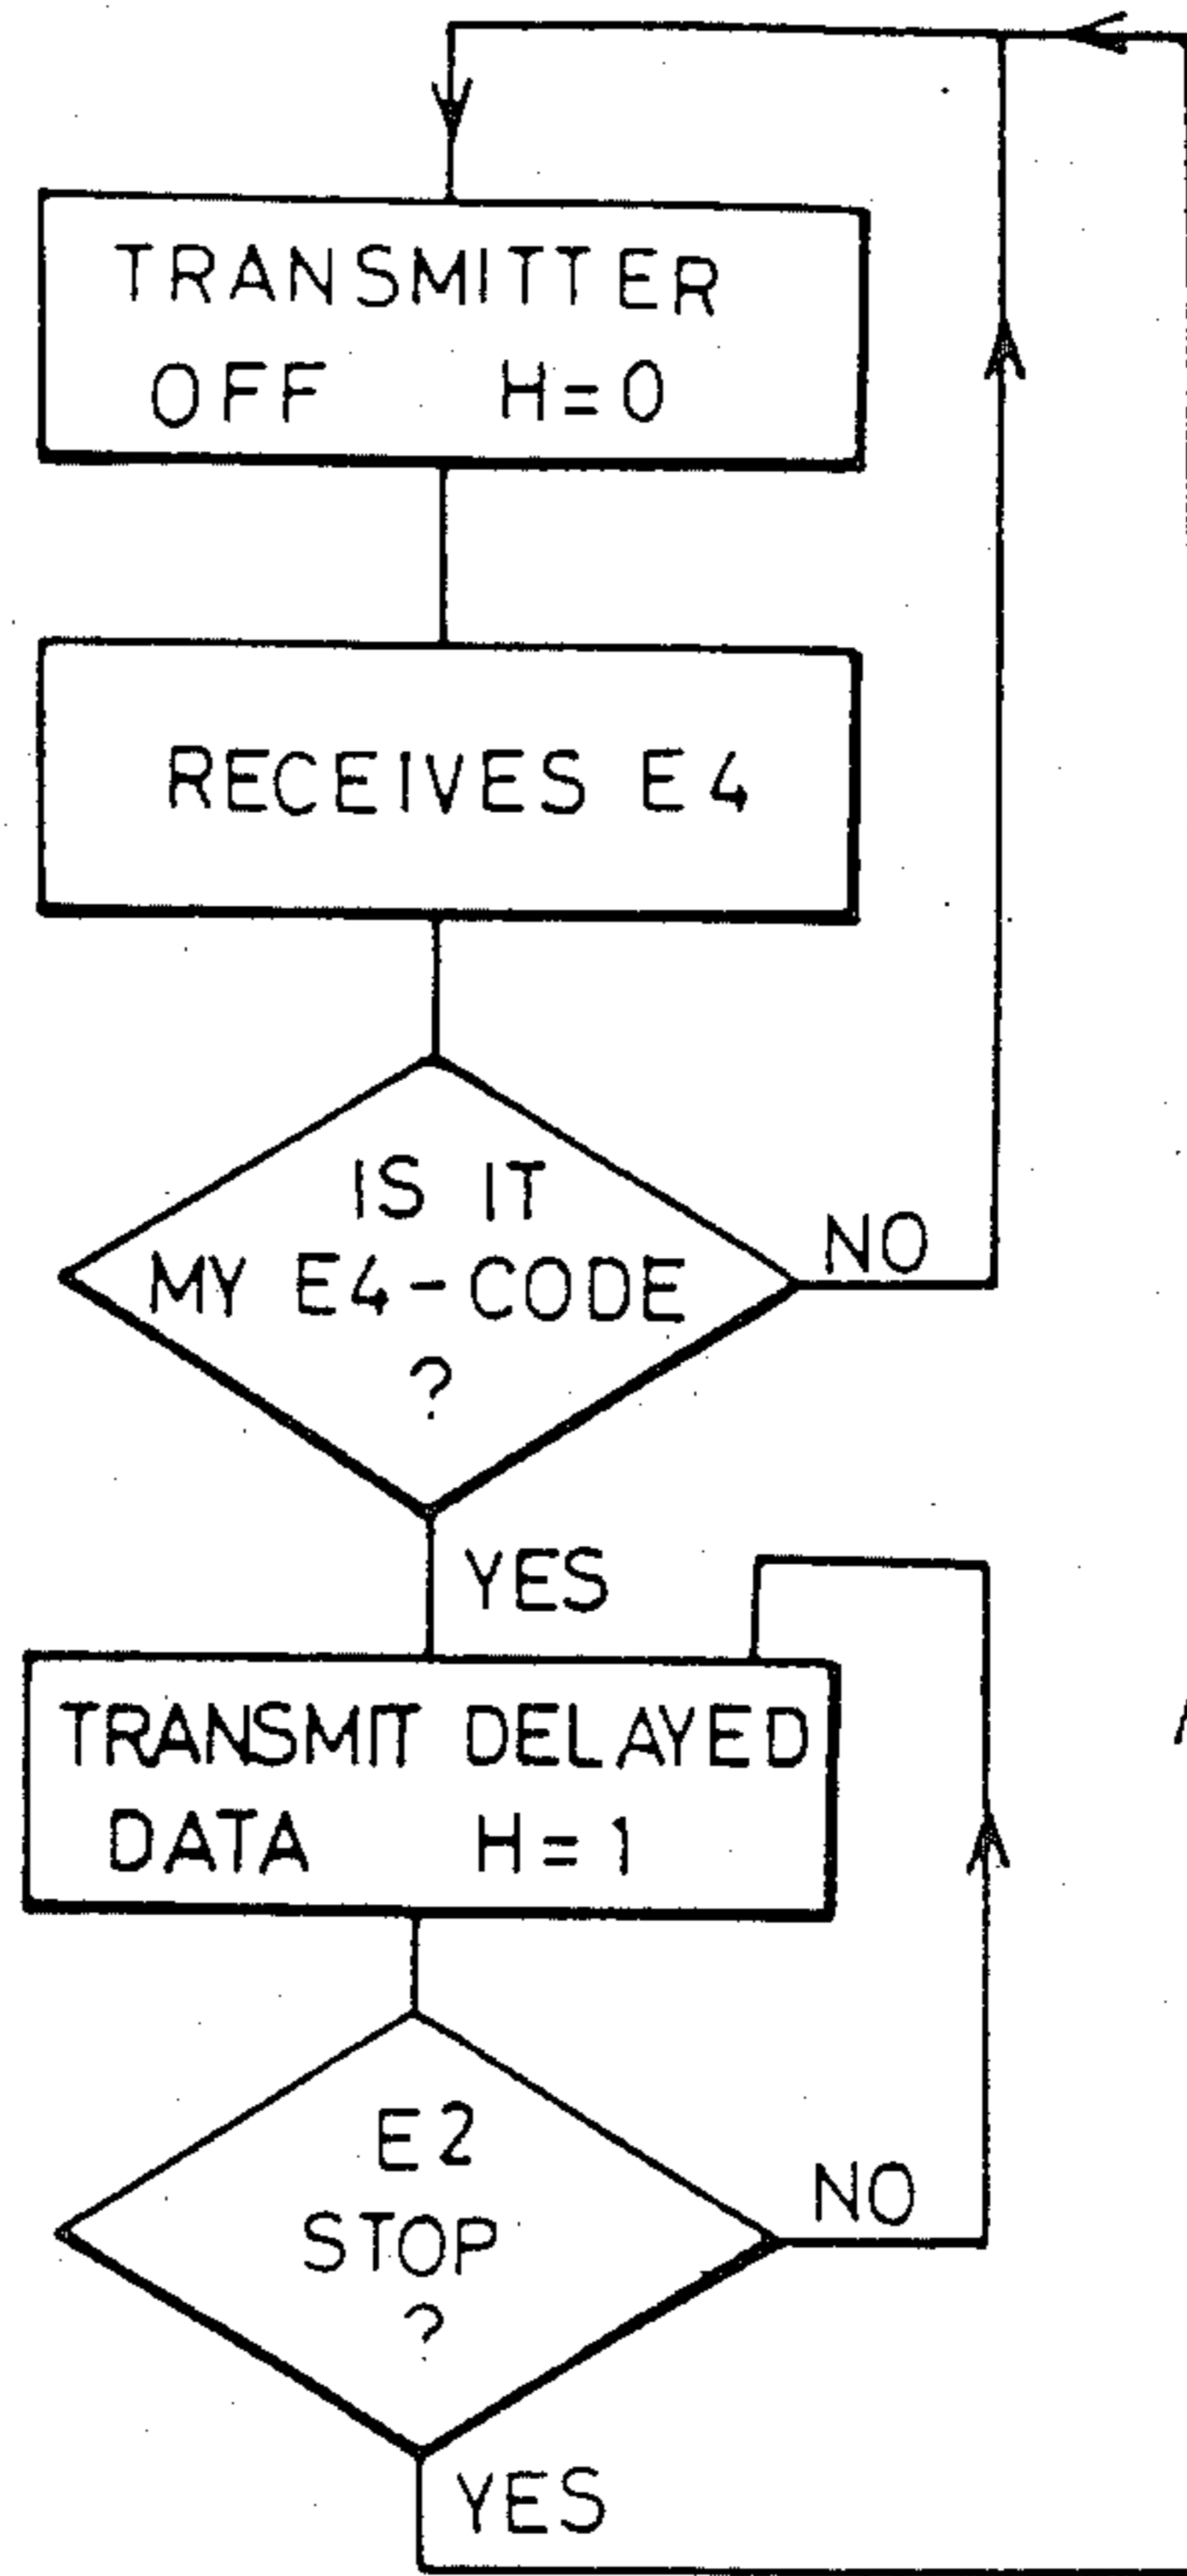 TRANSMITTER
OFF H=0
RECEIVES E4
IS IT
MY E4-CODE
?
NO
YES
TRANSMIT DELAYED
DATA H=1
E2
STOP
?
NO
YES